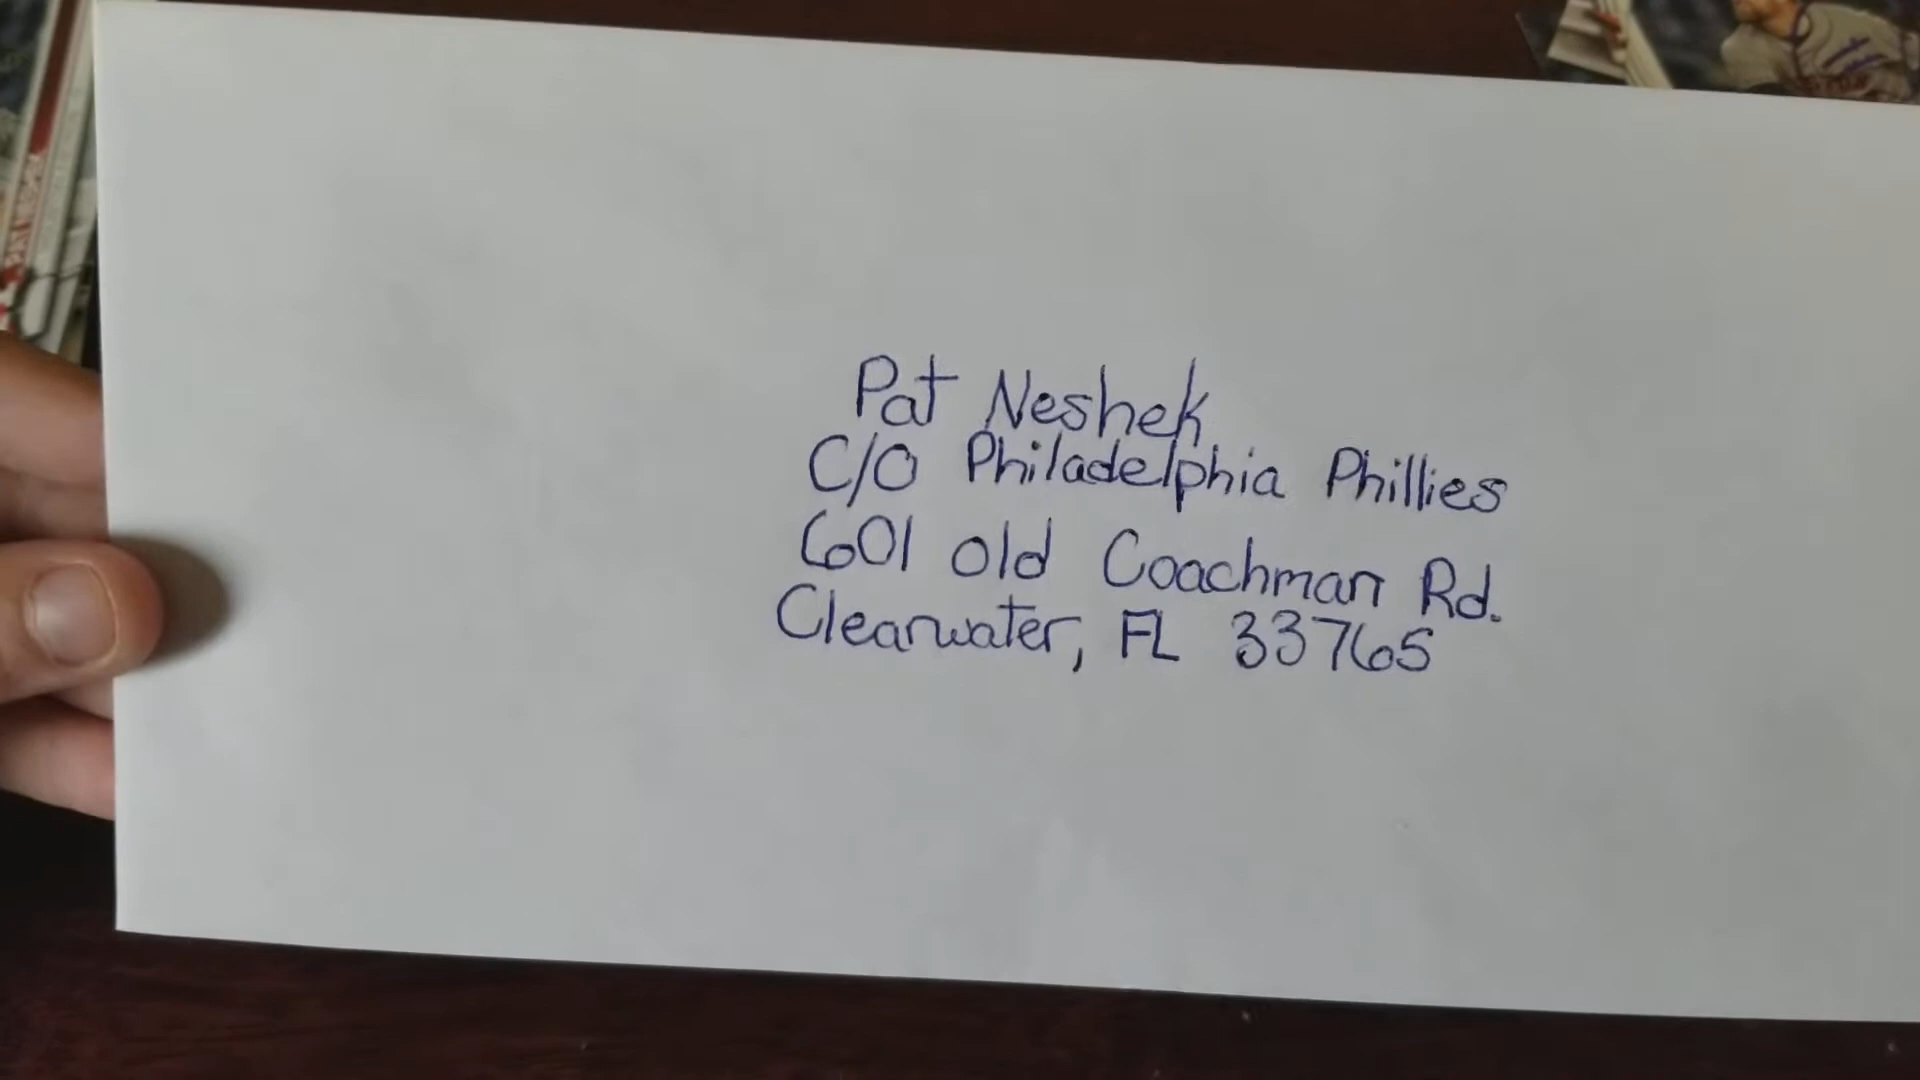 Pat Neshek
C/O Philadelphia Phillies
601 old Coachman Rd.
Clearwater, FL 33765